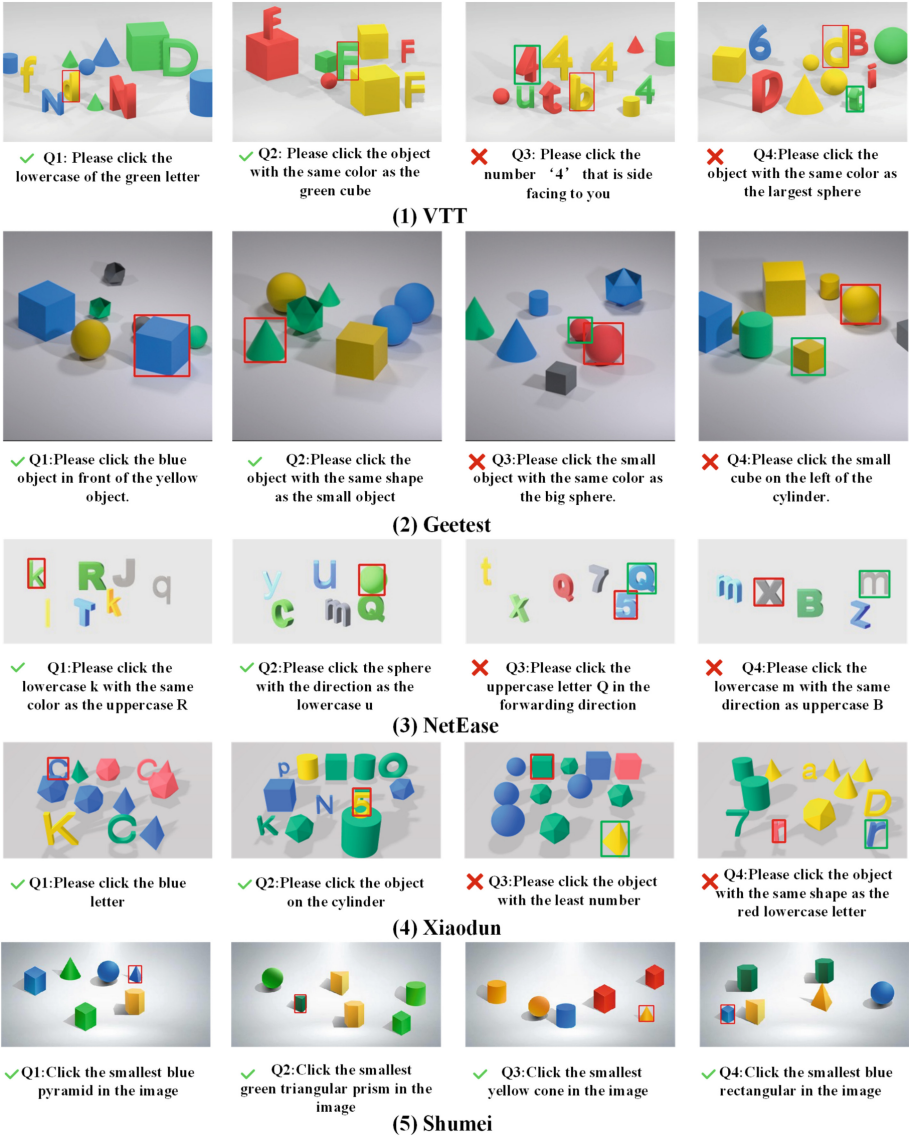 Q1: Please click the
lowercase of the green letter
Q2: Please click the object
with the same color as the
green cube
Q3: Please click the
number ‘4’ that is side
facing to you
Q4:Please click the
object with the same color as
the largest sphere
(1) VTT
Q1:Please click the blue
object in front of the yellow
object.
Q2:Please click the
object with the same shape
as the small object
Q3:Please click the small
object with the same color as
the big sphere.
Q4:Please click the small
cube on the left of the
cylinder.
(2) Geetest
Q1:Please click the
lowercase k with the same
color as the uppercase R
Q2:Please click the sphere
with the direction as the
lowercase u
Q3:Please click the
uppercase letter Q in the
forwarding direction
Q4:Please click the
lowercase m with the same
direction as uppercase B
(3) NetEase
Q1:Please click the blue
letter
Q2:Please click the object
on the cylinder
Q3:Please click the object
with the least number
Q4:Please click the object
with the same shape as the
red lowercase letter
(4) Xiaodun
Q1:Click the smallest blue
pyramid in the image
Q2:Click the smallest
green triangular prism in the
image
Q3:Click the smallest
yellow cone in the image
Q4:Click the smallest blue
rectangular in the image
(5) Shumei